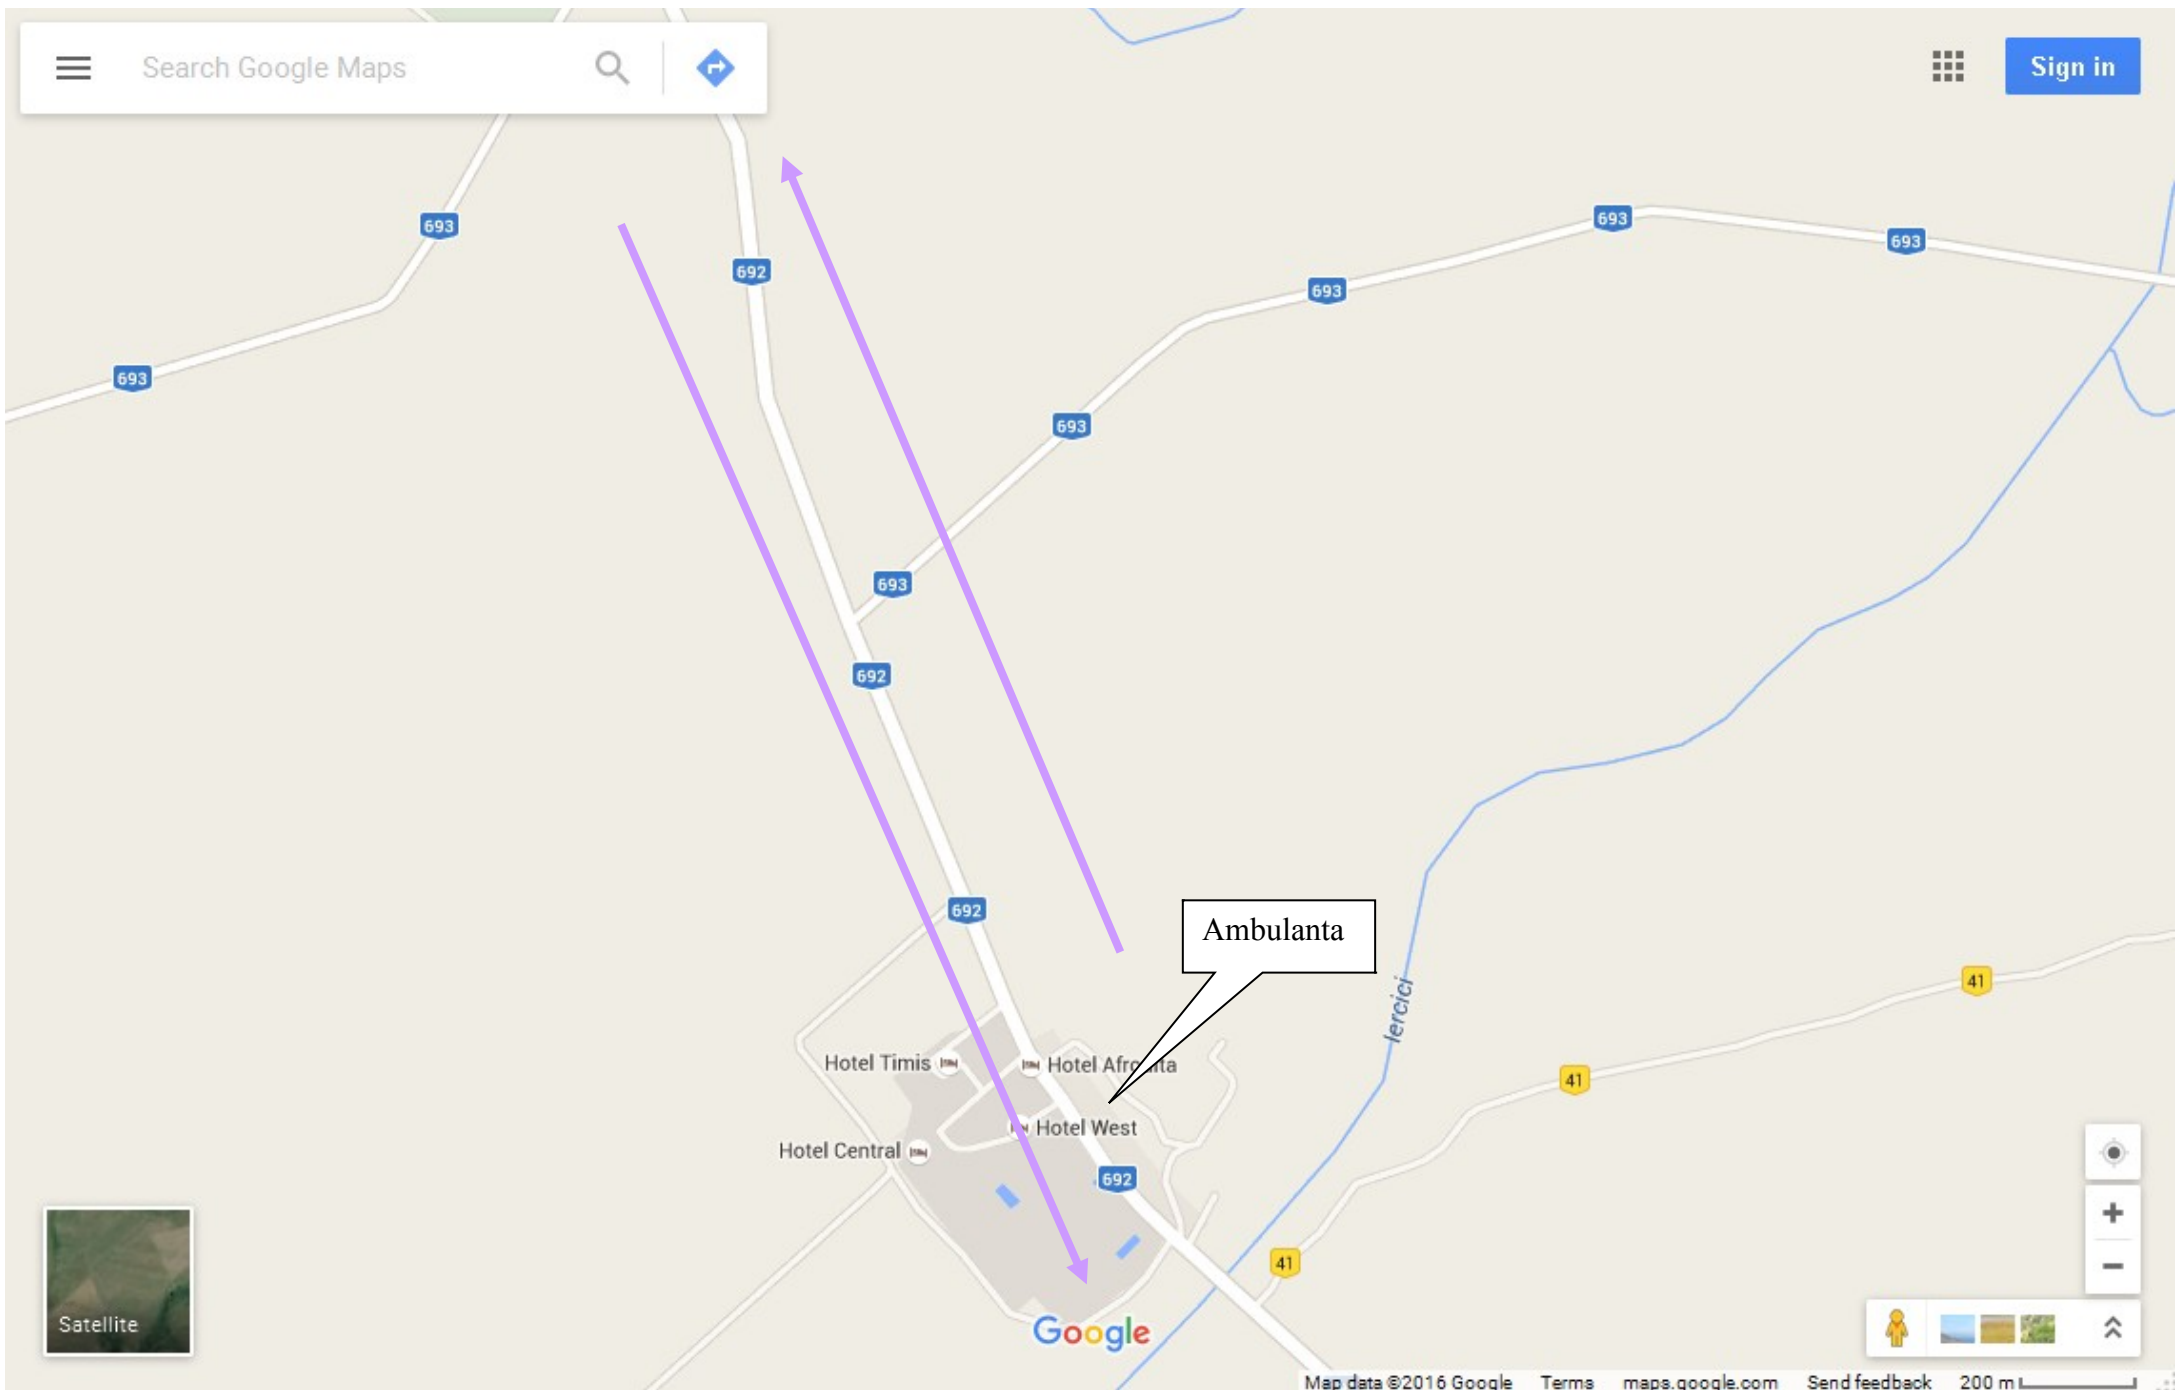 Search Google Maps
Sign in
693
692
693
693
693
693
693
693
692
692
Ambulanta
41
Iercici
Hotel Timis
Hotel Afrodita
41
Hotel West
Hotel Central
692
41
Satellite
Google
Map data ©2016 Google Terms maps.google.com Send feedback 200 m